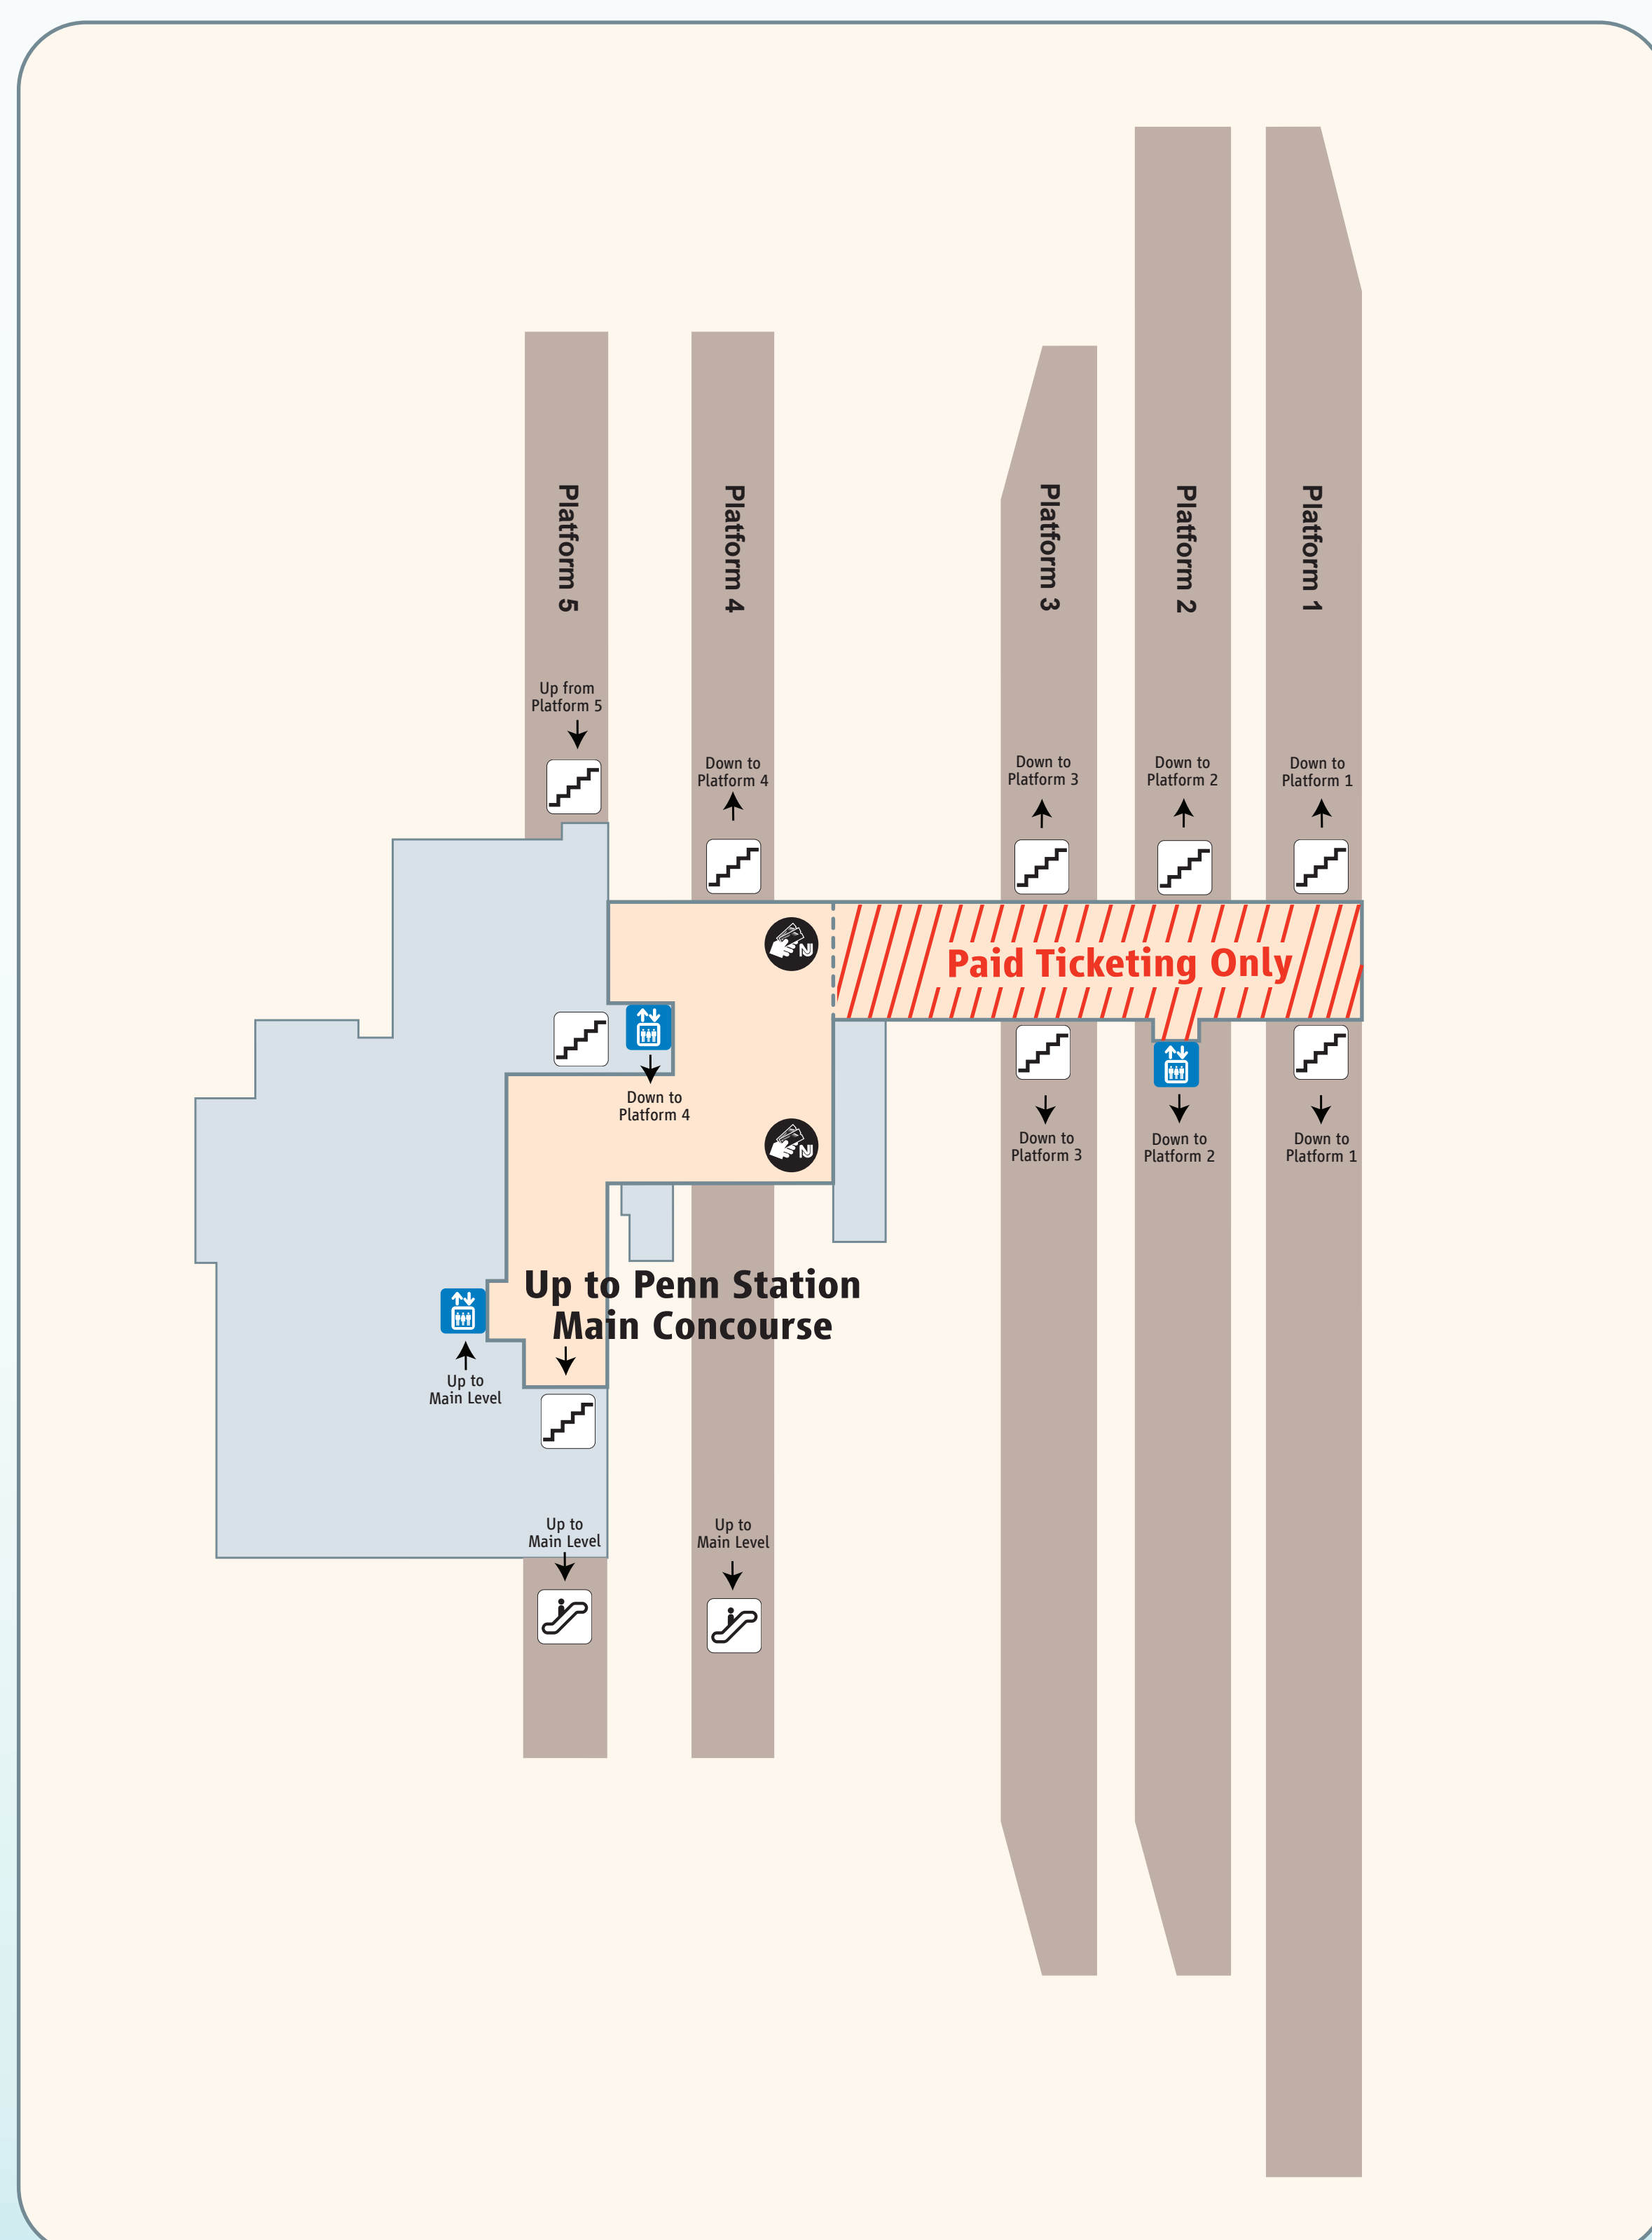 Platform 5
Platform 4
Platform 3
Platform 2
Platform 1
Up from
Platform 5
Down to
Platform 4
Down to
Platform 3
Down to
Platform 2
Down to
Platform 1
Paid Ticketing Only
Down to
Platform 4
Down to
Platform 3
Down to
Platform 2
Down to
Platform 1
Up to Penn Station
Main Concourse
Up to
Main Level
Up to
Main Level
Up to
Main Level